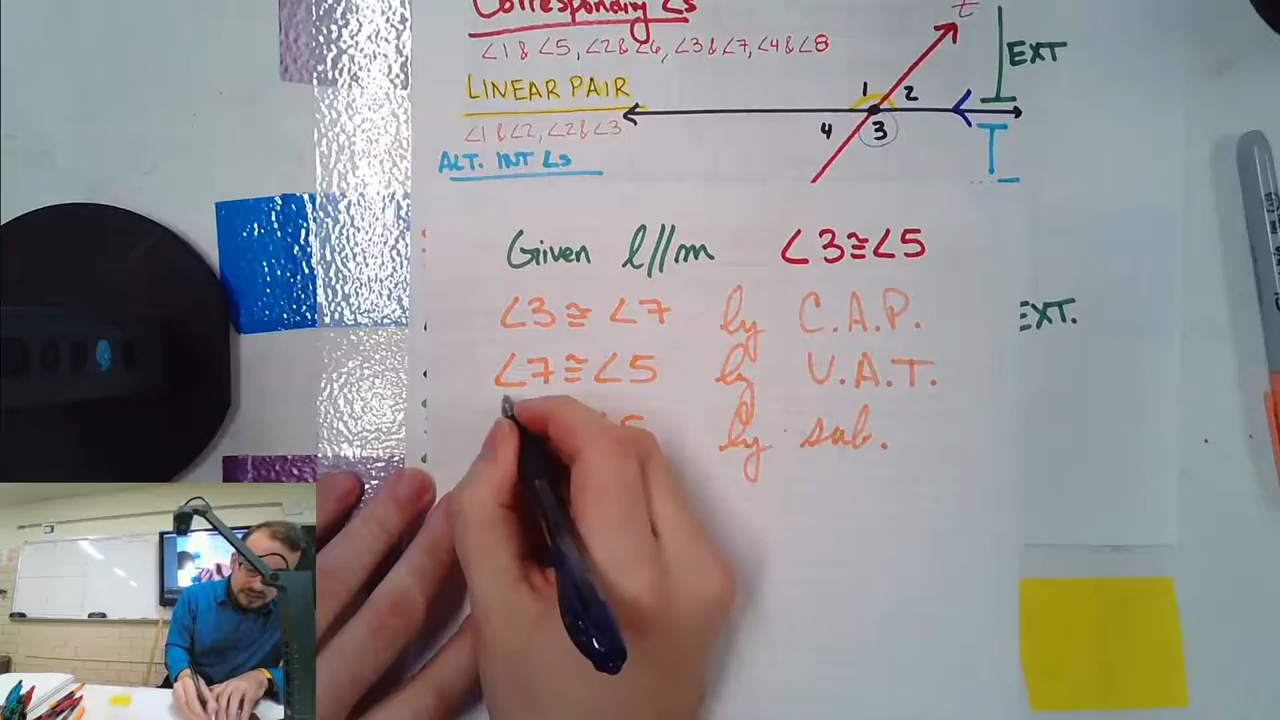 Corresponding ∠s
t
∠1 & ∠5, ∠2 & ∠6, ∠3 & ∠7, ∠4 & ∠8
EXT
LINEAR PAIR
1 2
∠1 & ∠2, ∠2 & ∠3
4 3
ALT. INT ∠s
Given l//m ∠3≅∠5
∠3≅∠7 by C.A.P.
EXT.
∠7≅∠5 by V.A.T.
5 by sub.